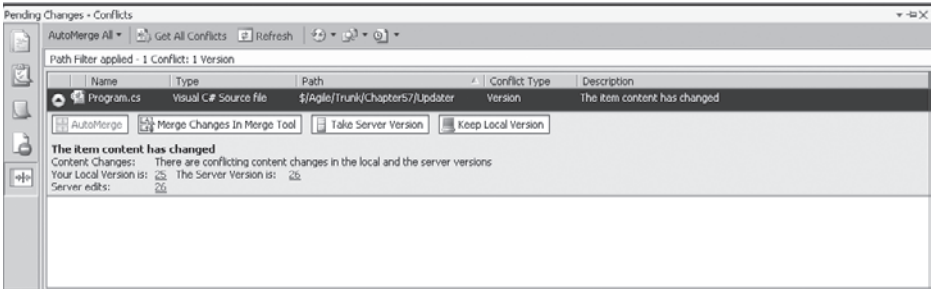 Pending Changes - Conflicts
AutoMerge All Get All Conflicts Refresh
Path Filter applied - 1 Conflict: 1 Version
Name Type Path Conflict Type Description
Program.cs Visual C# Source file $/Agile/Trunk/Chapter57/Updater Version The item content has changed
AutoMerge Merge Changes In Merge Tool Take Server Version Keep Local Version
The item content has changed
Content Changes: There are conflicting content changes in the local and the server versions
Your Local Version is: 25 The Server Version is: 26
Server edits: 26